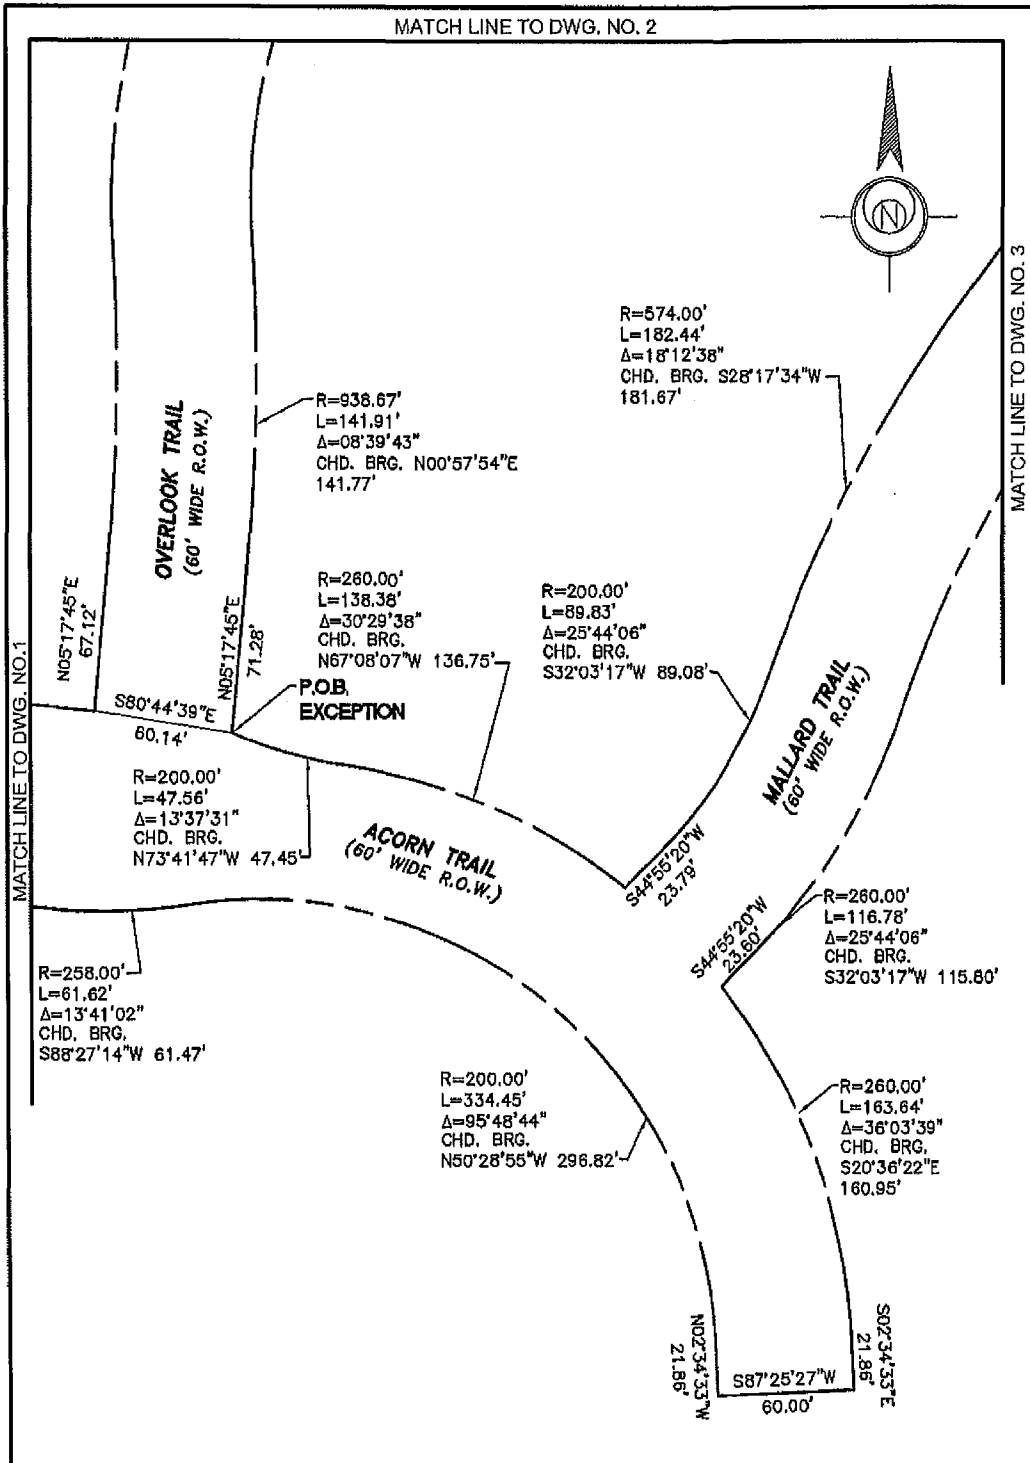 MATCH LINE TO DWG. NO. 2
N
MATCH LINE TO DWG. NO. 3
R=574.00'
L=182.44'
Δ=18°12'38"
CHD. BRG. S28°17'34"W
181.67'
R=938.67'
L=141.91'
Δ=08°39'43"
CHD. BRG. N00°57'54"E
141.77'
OVERLOOK TRAIL
(60' WIDE R.O.W.)
R=260.00'
L=138.38'
Δ=30°29'38"
CHD. BRG.
N67°08'07"W 136.75'
R=200.00'
L=89.83'
Δ=25°44'06"
CHD. BRG.
S32°03'17"W 89.08'
N05°17'45"E
67.12'
N05°17'45"E
71.28'
MATCH LINE TO DWG. NO.1
S80°44'39"E
60.14'
P.O.B.
EXCEPTION
MALLARD TRAIL
(60' WIDE R.O.W.)
R=200.00'
L=47.56'
Δ=13°37'31"
CHD. BRG.
N73°41'47"W 47.45'
ACORN TRAIL
(60' WIDE R.O.W.)
S44°55'20"W
23.79'
S44°55'20"W
23.60'
R=260.00'
L=116.78'
Δ=25°44'06"
CHD. BRG.
S32°03'17"W 115.80'
R=258.00'
L=61.62'
Δ=13°41'02"
CHD. BRG.
S88°27'14"W 61.47'
R=200.00'
L=334.45'
Δ=95°48'44"
CHD. BRG.
N50°28'55"W 296.82'
R=260.00'
L=163.64'
Δ=36°03'39"
CHD. BRG.
S20°36'22"E
160.95'
N02°34'33"W
21.86'
S87°25'27"W
60.00'
S02°34'33"E
21.86'